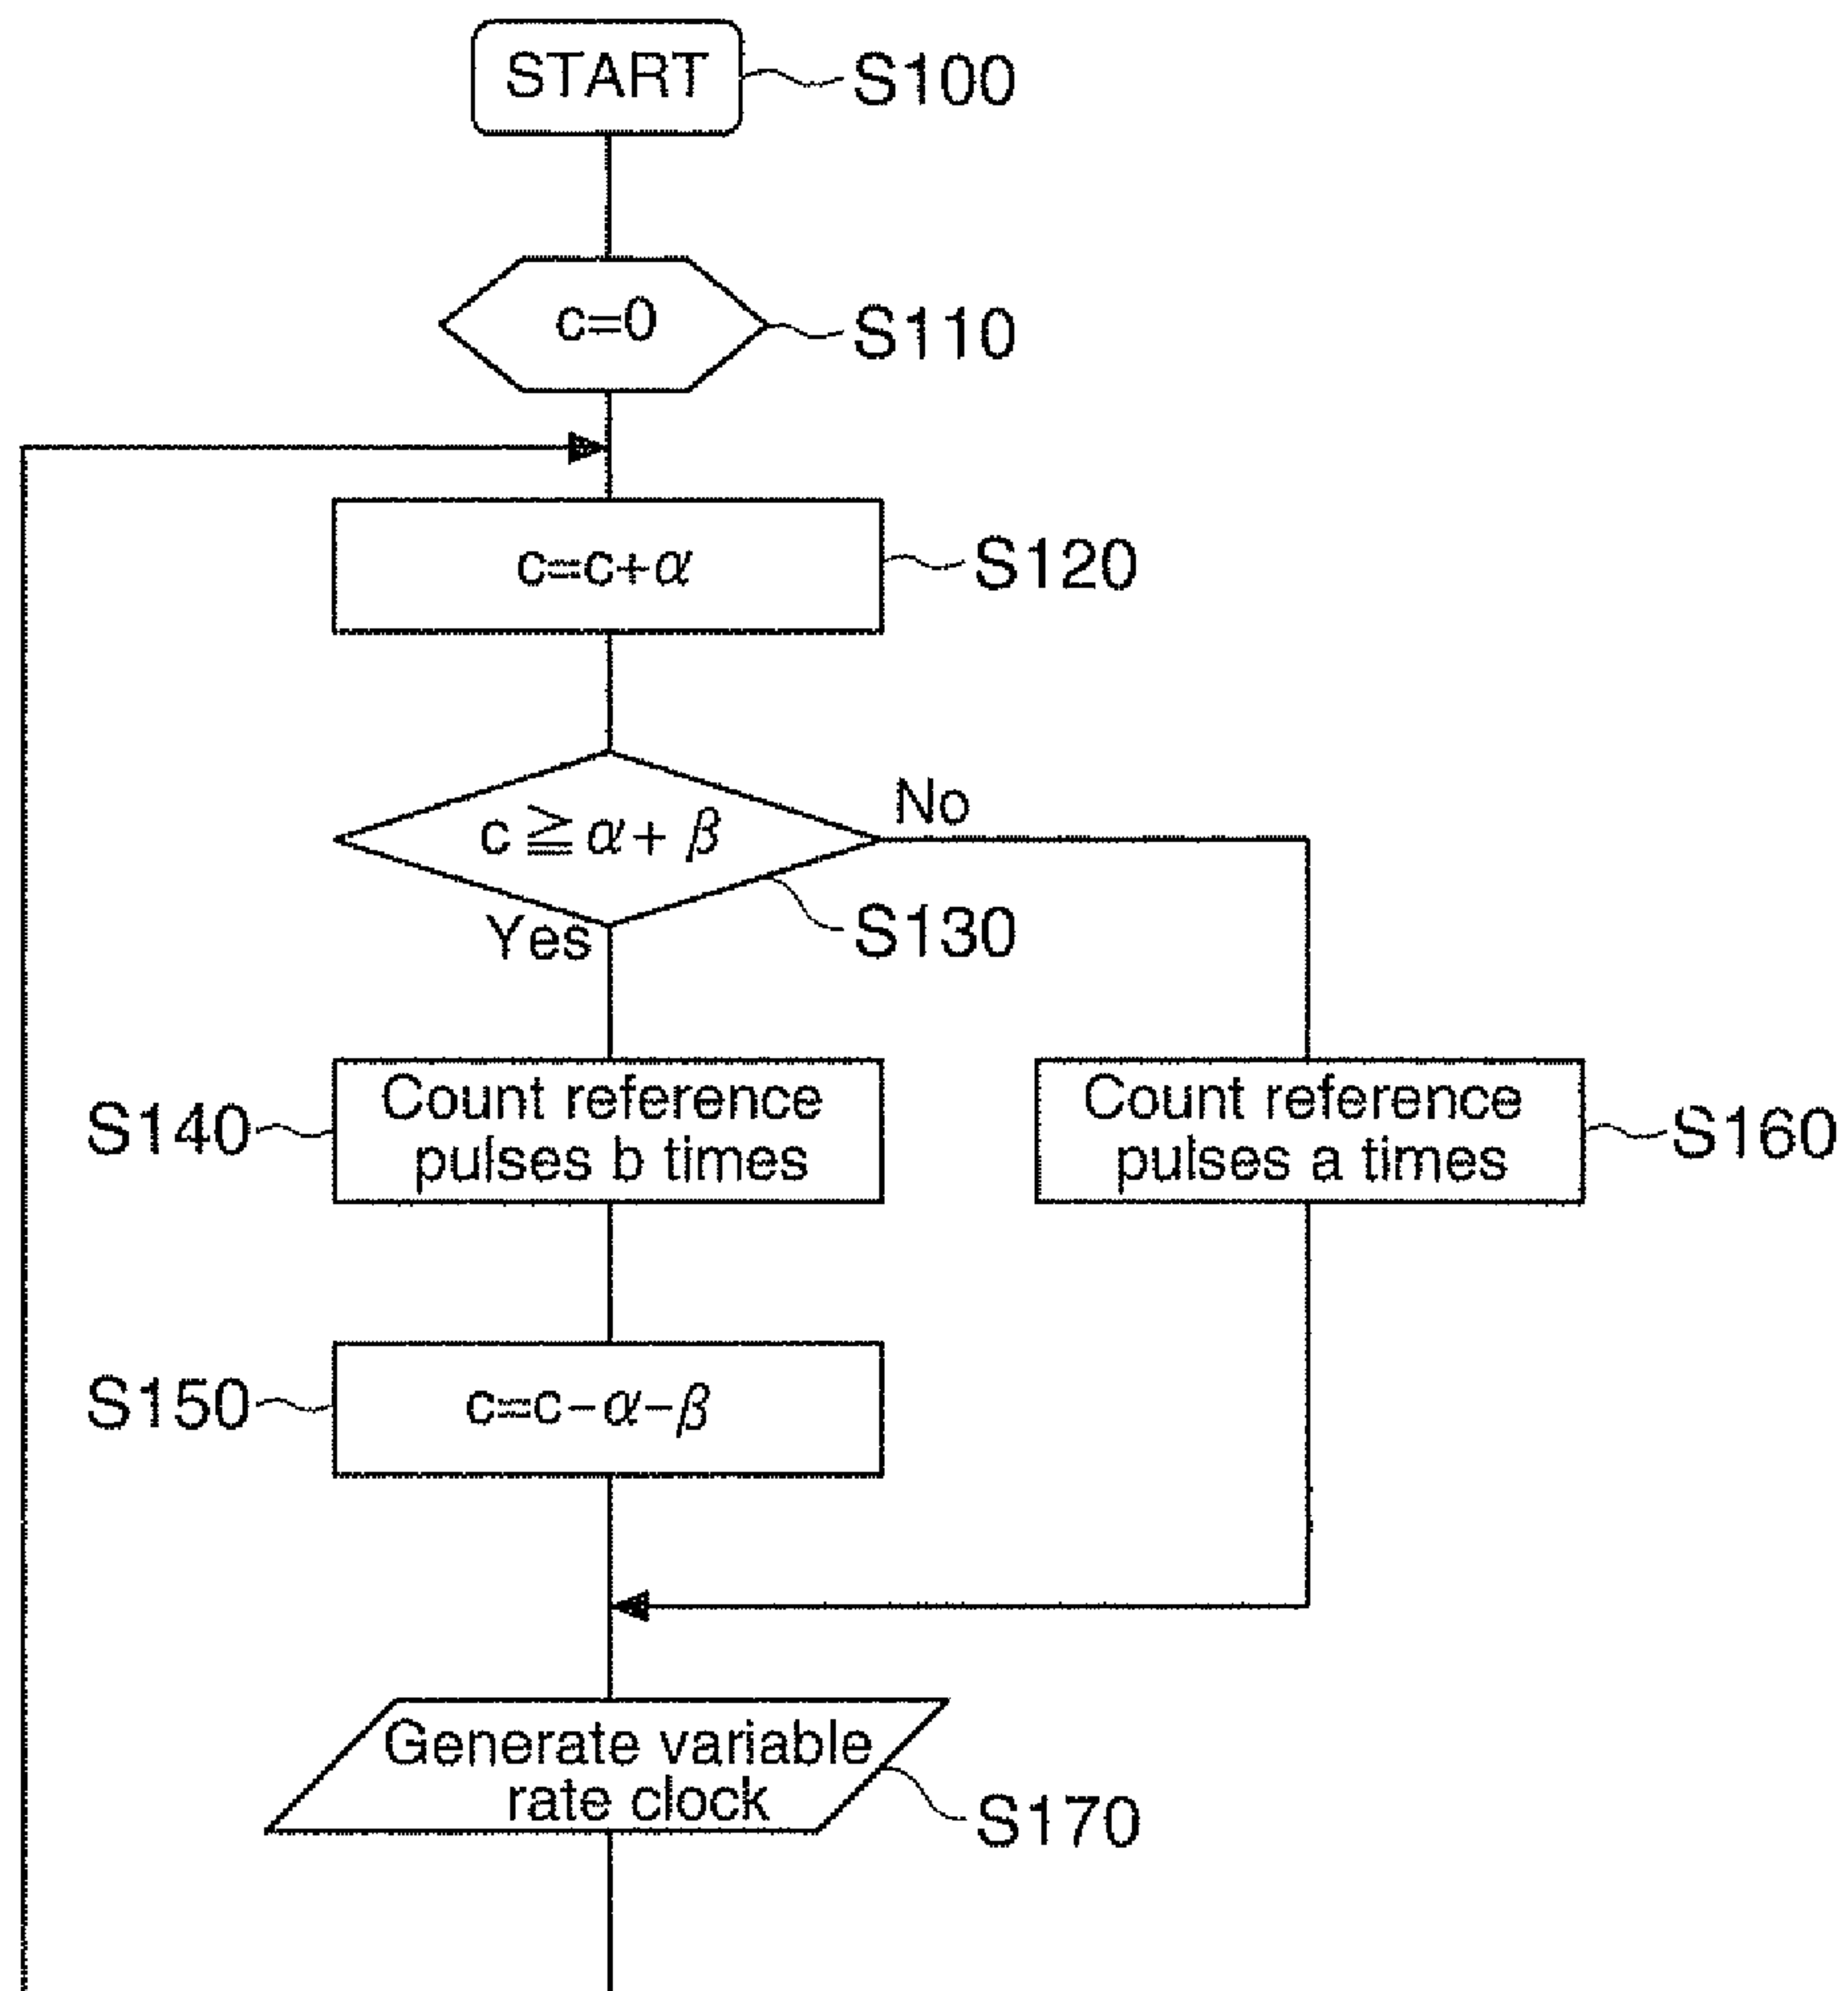 START
S100
c=0
S110
c=c+α
S120
c≧α+β
No
Yes
S130
S140
Count reference
pulses b times
Count reference
pulses a times
S160
S150
c=c-α-β
Generate variable
rate clock
S170